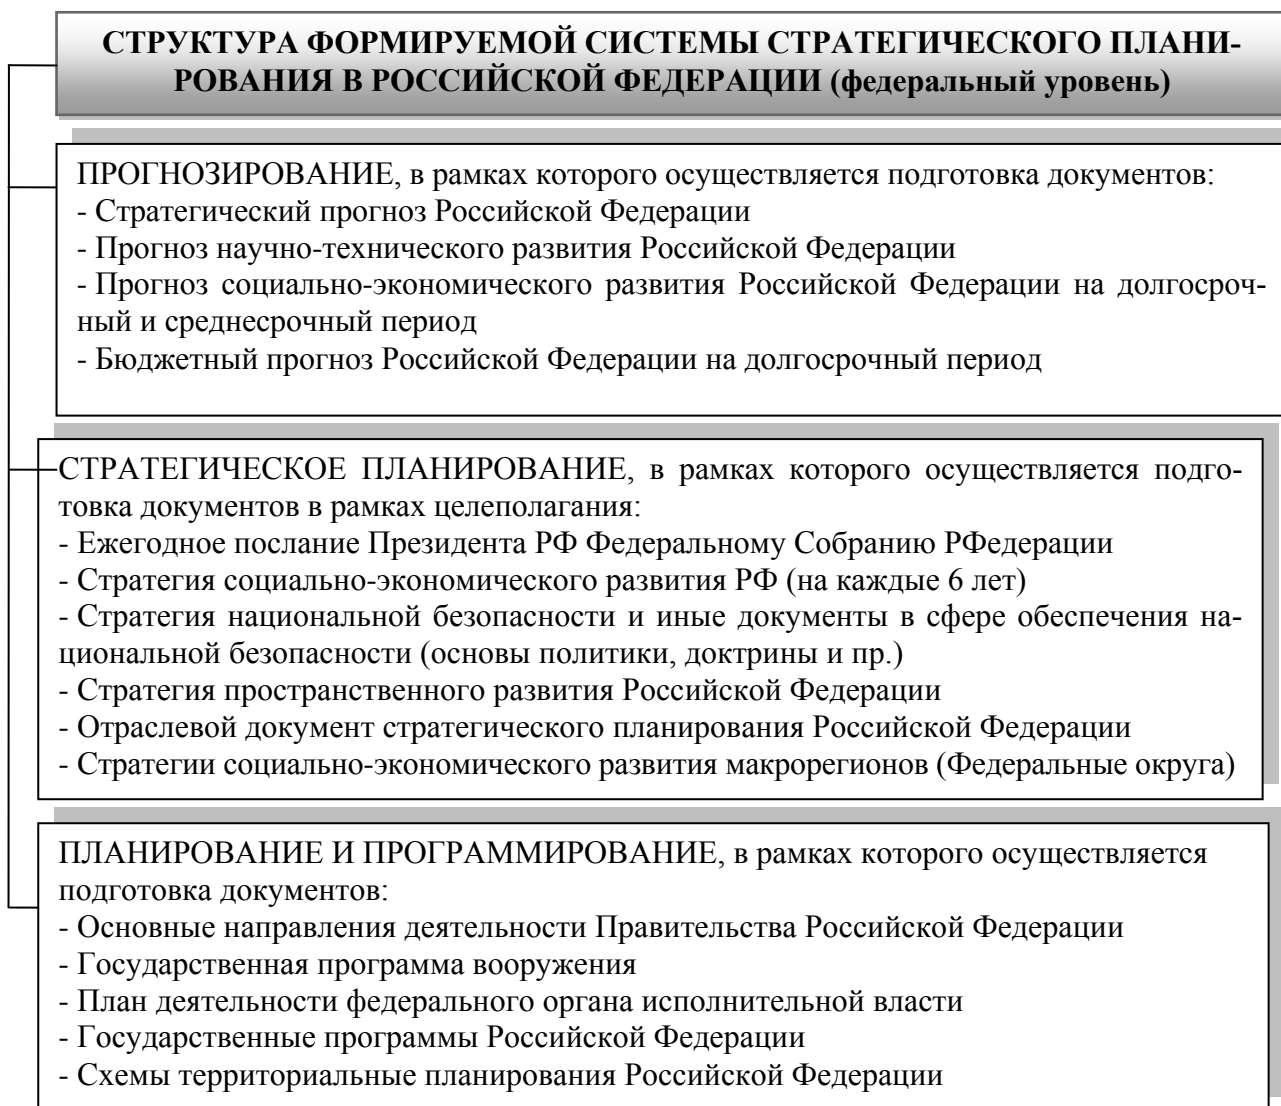 СТРУКТУРА ФОРМИРУЕМОЙ СИСТЕМЫ СТРАТЕГИЧЕСКОГО ПЛАНИ-
РОВАНИЯ В РОССИЙСКОЙ ФЕДЕРАЦИИ (федеральный уровень)
ПРОГНОЗИРОВАНИЕ, в рамках которого осуществляется подготовка документов:
- Стратегический прогноз Российской Федерации
- Прогноз научно-технического развития Российской Федерации
- Прогноз социально-экономического развития Российской Федерации на долгосроч-
ный и среднесрочный период
- Бюджетный прогноз Российской Федерации на долгосрочный период
СТРАТЕГИЧЕСКОЕ ПЛАНИРОВАНИЕ, в рамках которого осуществляется подго-
товка документов в рамках целеполагания:
- Ежегодное послание Президента РФ Федеральному Собранию РФедерации
- Стратегия социально-экономического развития РФ (на каждые 6 лет)
- Стратегия национальной безопасности и иные документы в сфере обеспечения на-
циональной безопасности (основы политики, доктрины и пр.)
- Стратегия пространственного развития Российской Федерации
- Отраслевой документ стратегического планирования Российской Федерации
- Стратегии социально-экономического развития макрорегионов (Федеральные округа)
ПЛАНИРОВАНИЕ И ПРОГРАММИРОВАНИЕ, в рамках которого осуществляется
подготовка документов:
- Основные направления деятельности Правительства Российской Федерации
- Государственная программа вооружения
- План деятельности федерального органа исполнительной власти
- Государственные программы Российской Федерации
- Схемы территориальные планирования Российской Федерации